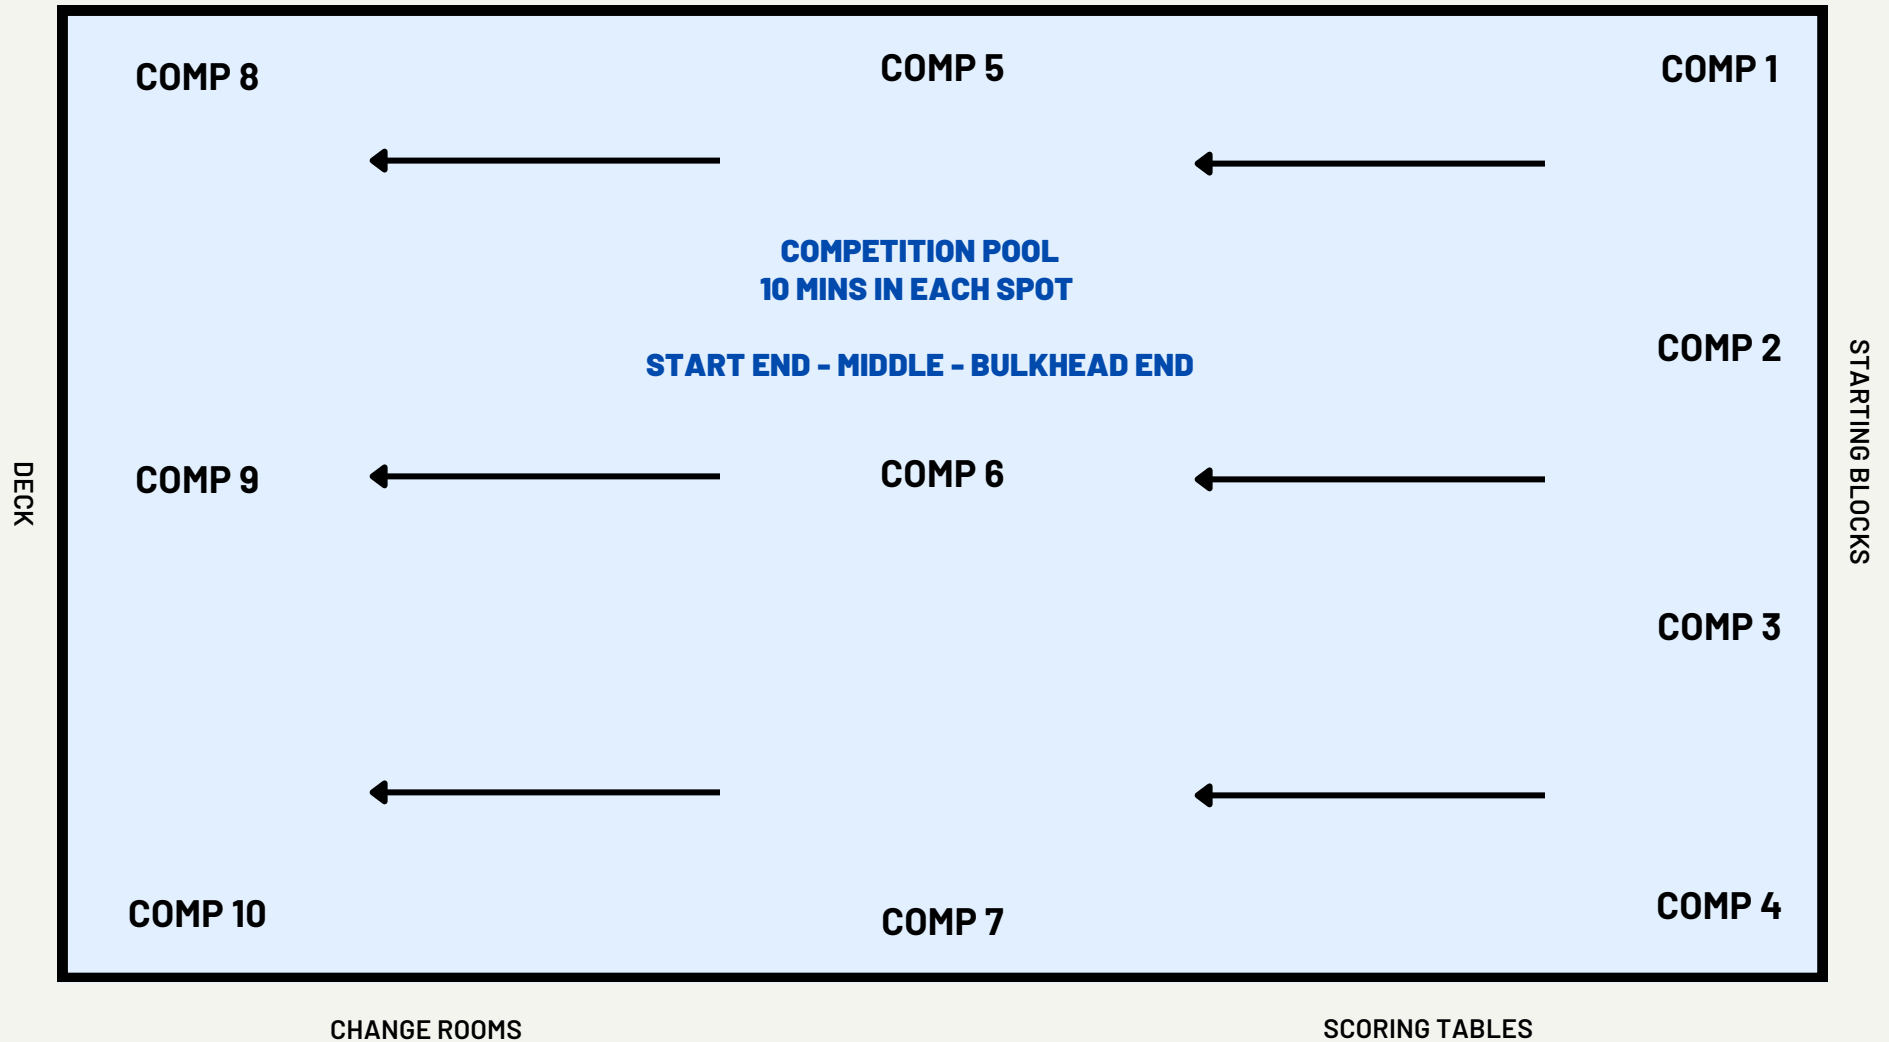 COMP 8
COMP 5
COMP 1
COMPETITION POOL
10 MINS IN EACH SPOT
START END - MIDDLE - BULKHEAD END
COMP 2
STARTING BLOCKS
DECK
COMP 9
COMP 6
COMP 3
COMP 10
COMP 7
COMP 4
CHANGE ROOMS
SCORING TABLES